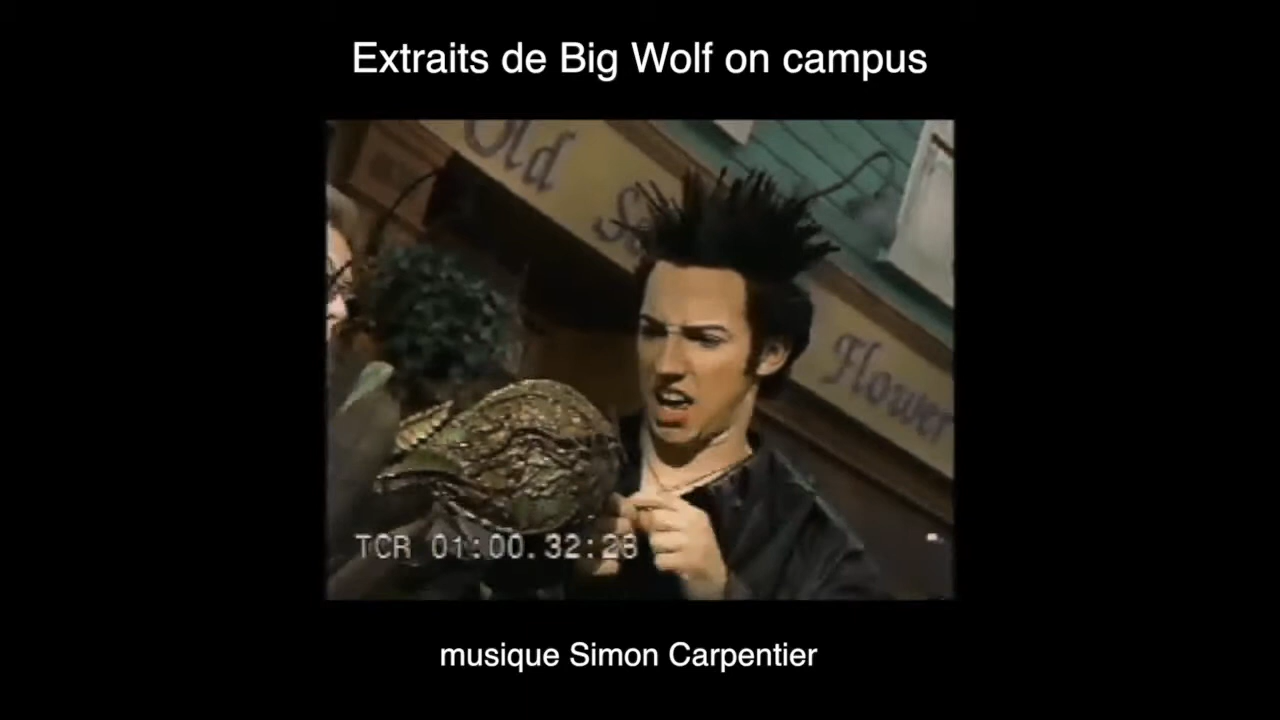 Extraits de Big Wolf on campus
Old
Flower
TCR 01:00.32:28
musique Simon Carpentier